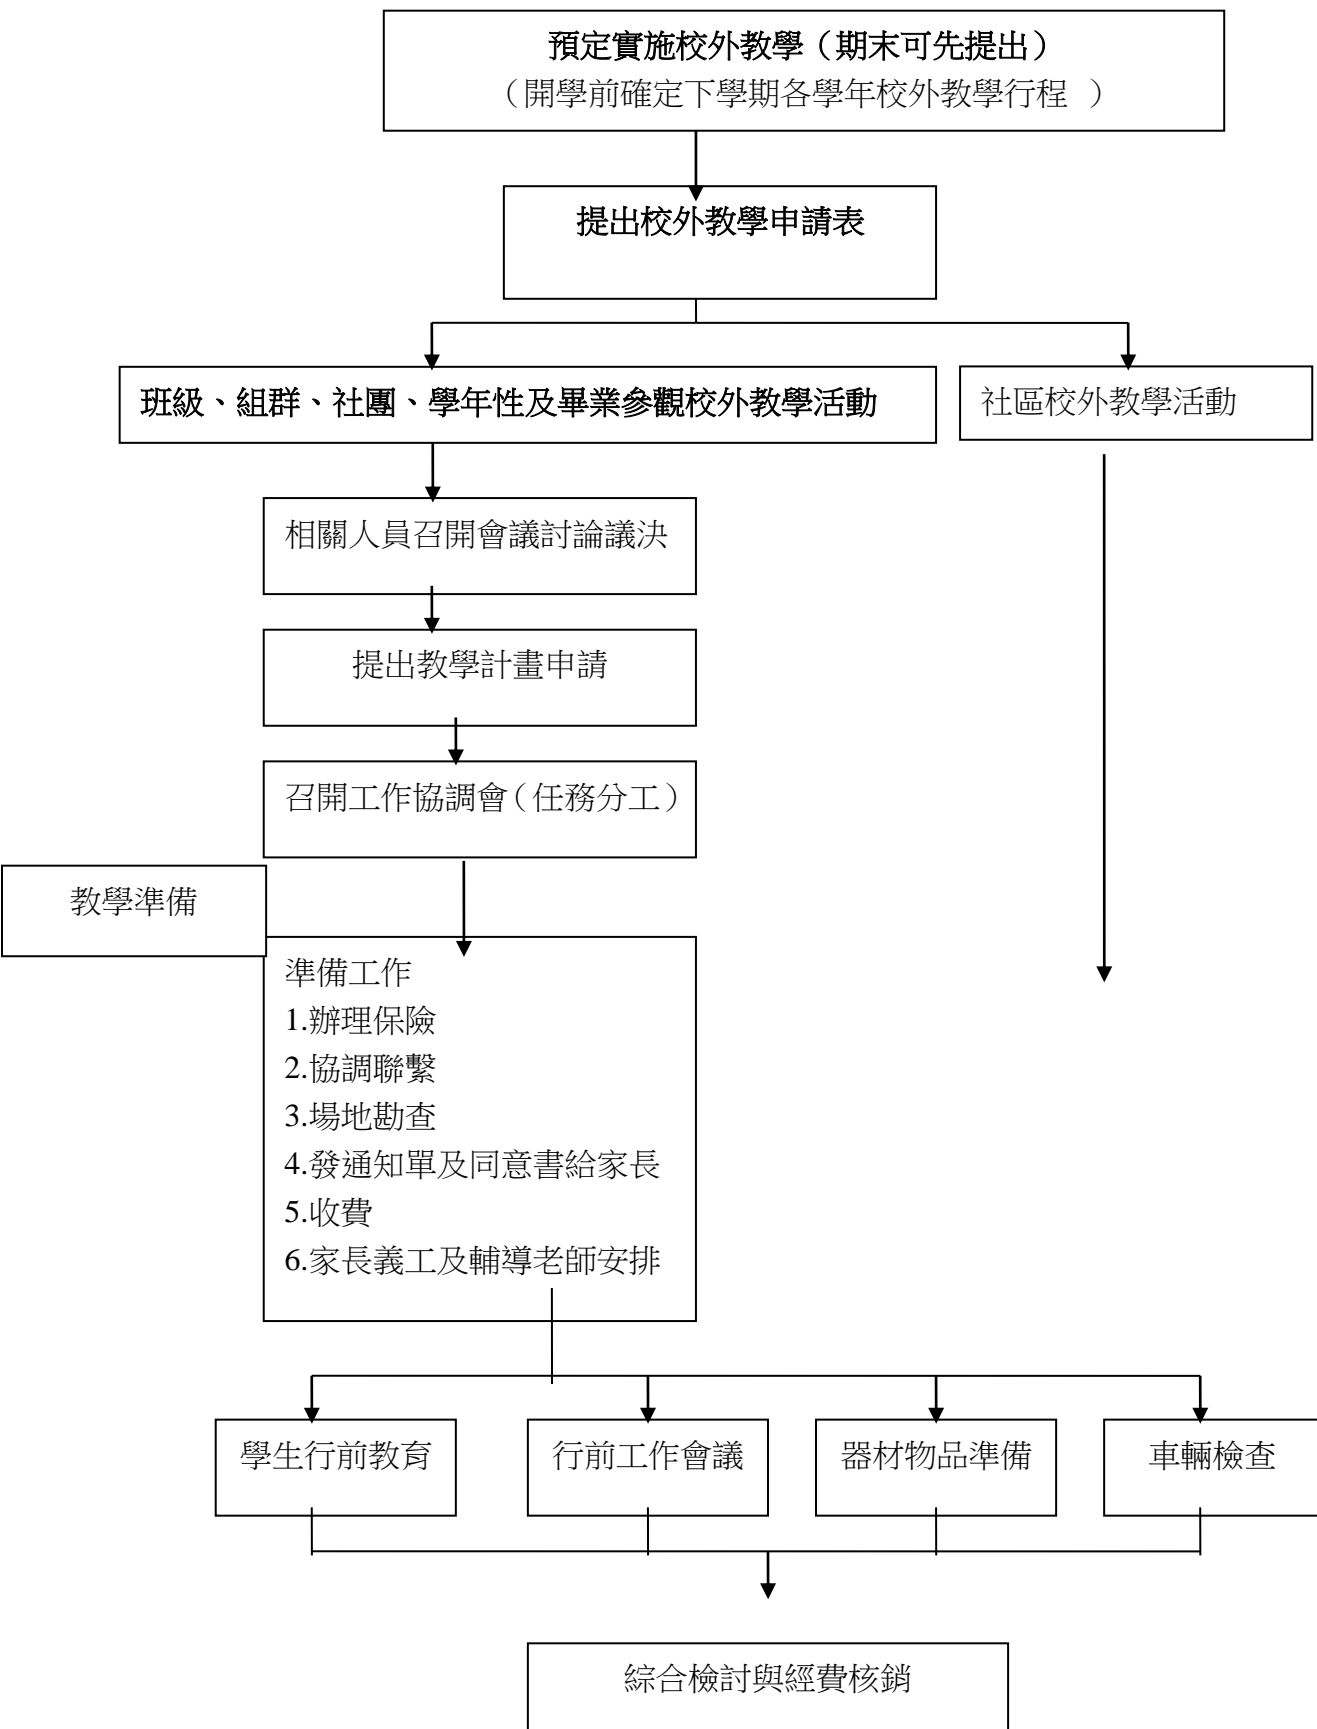 預定實施校外教學（期末可先提出）
（開學前確定下學期各學年校外教學行程 ）
提出校外教學申請表
班級、組群、社團、學年性及畢業參觀校外教學活動
社區校外教學活動
相關人員召開會議討論議決
提出教學計畫申請
召開工作協調會（任務分工）
教學準備
準備工作
1.辦理保險
2.協調聯繫
3.場地勘查
4.發通知單及同意書給家長
5.收費
6.家長義工及輔導老師安排
學生行前教育
行前工作會議
器材物品準備
車輛檢查
綜合檢討與經費核銷